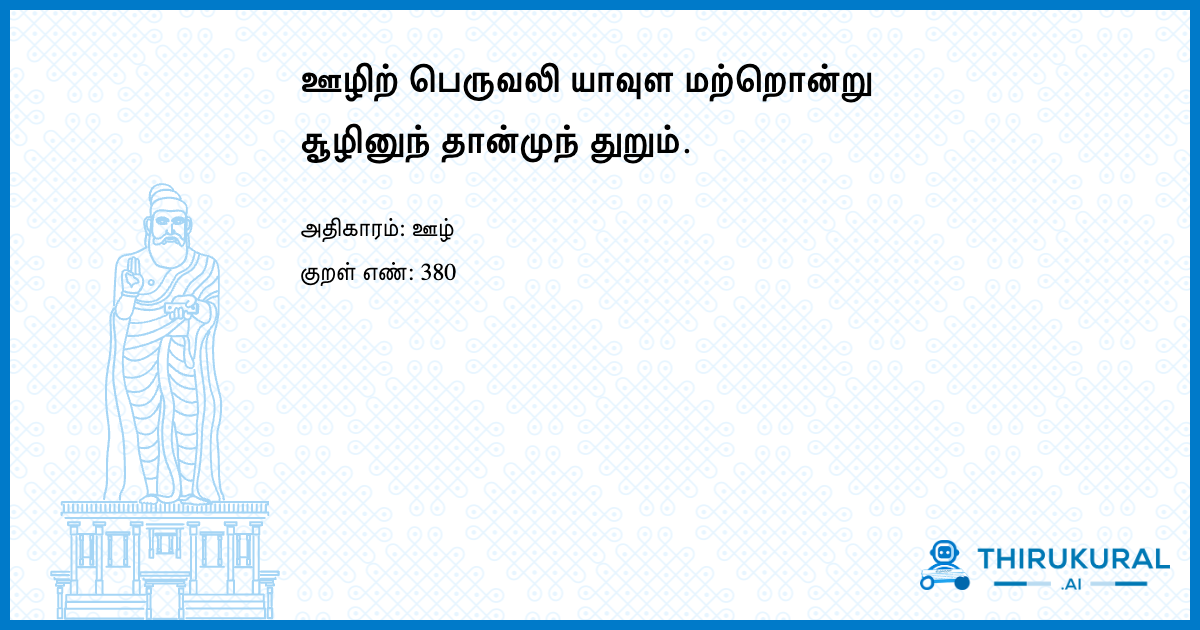 ஊழிற் பெருவலி யாவுள மற்றொன்று
சூழினுந் தான்முந் துறும்.
அதிகாரம்: ஊழ்
குறள் எண்: 380
THIRUKURAL
.AI